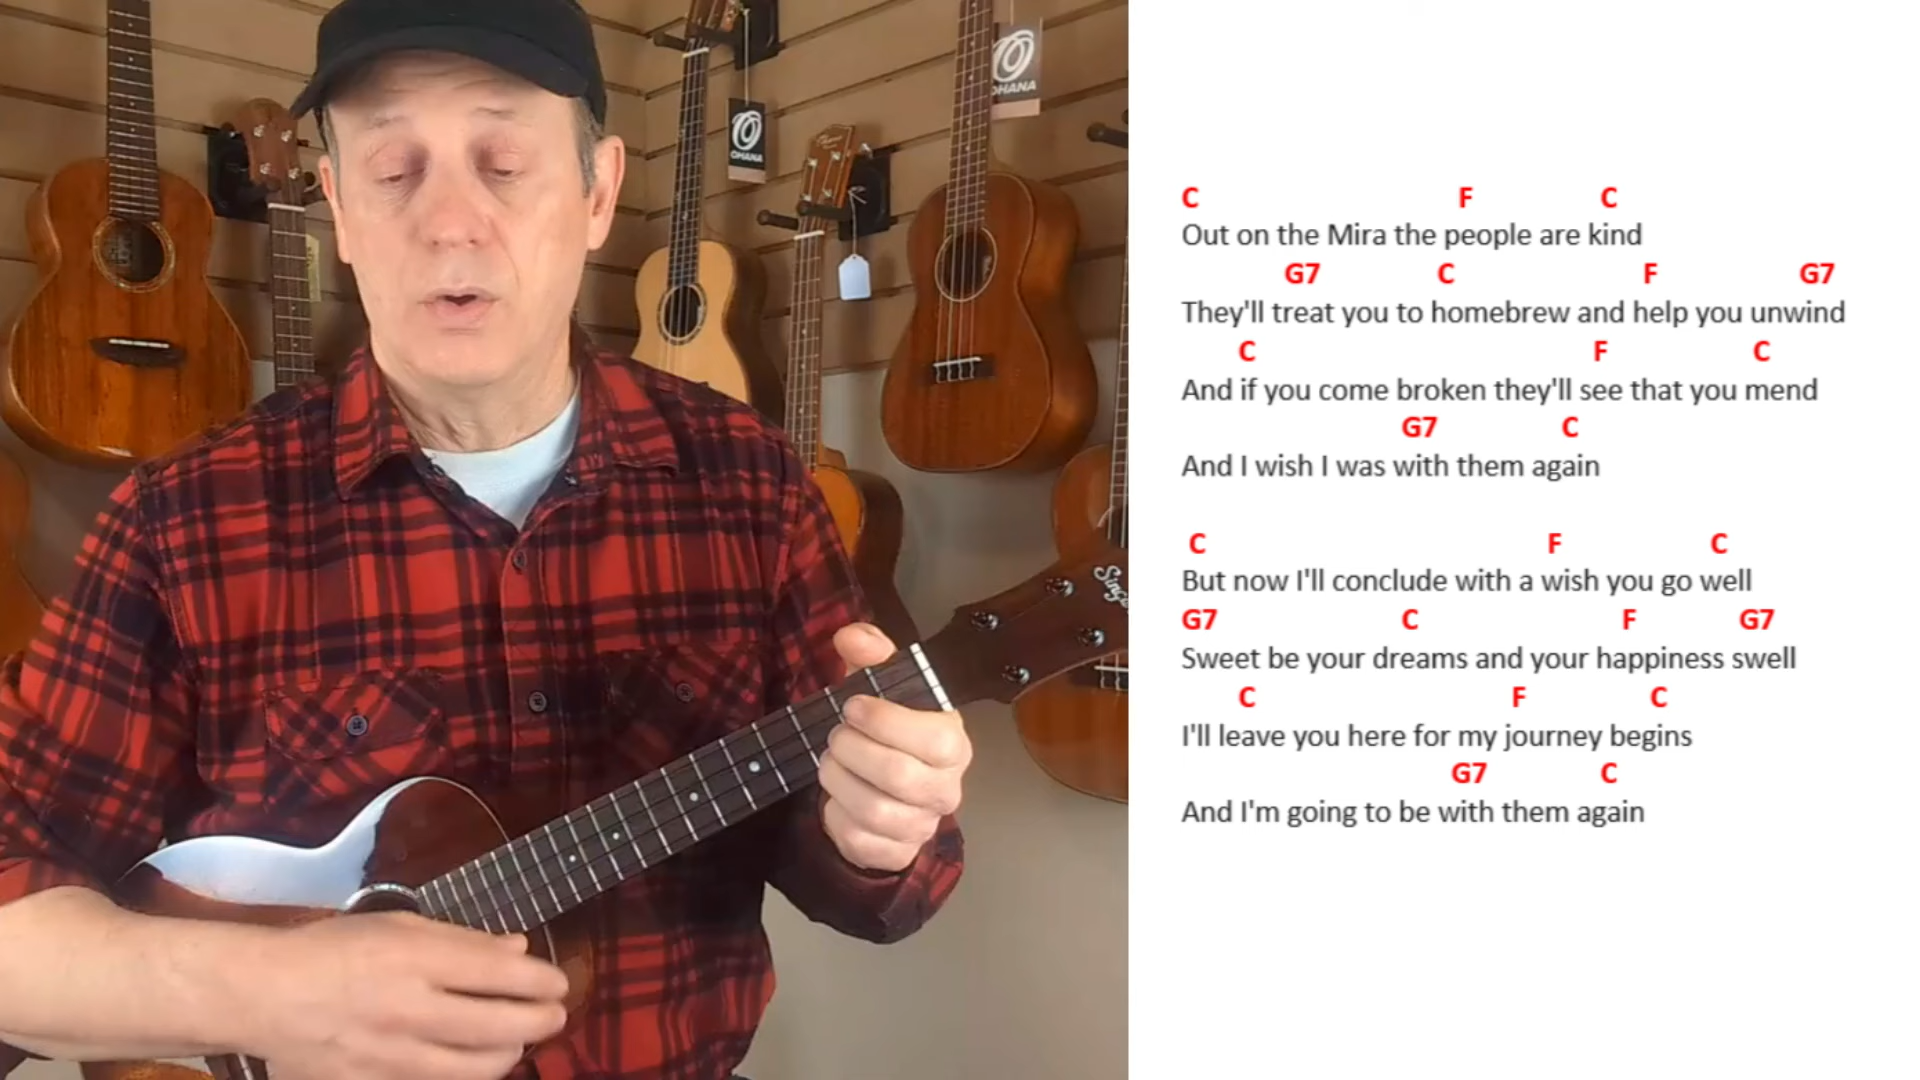 OHANA
OHANA
C F C
Out on the Mira the people are kind
G7 C F G7
They'll treat you to homebrew and help you unwind
C F C
And if you come broken they'll see that you mend
G7 C
And I wish I was with them again
C F C
But now I'll conclude with a wish you go well
G7 C F G7
Sweet be your dreams and your happiness swell
C F C
I'll leave you here for my journey begins
G7 C
And I'm going to be with them again